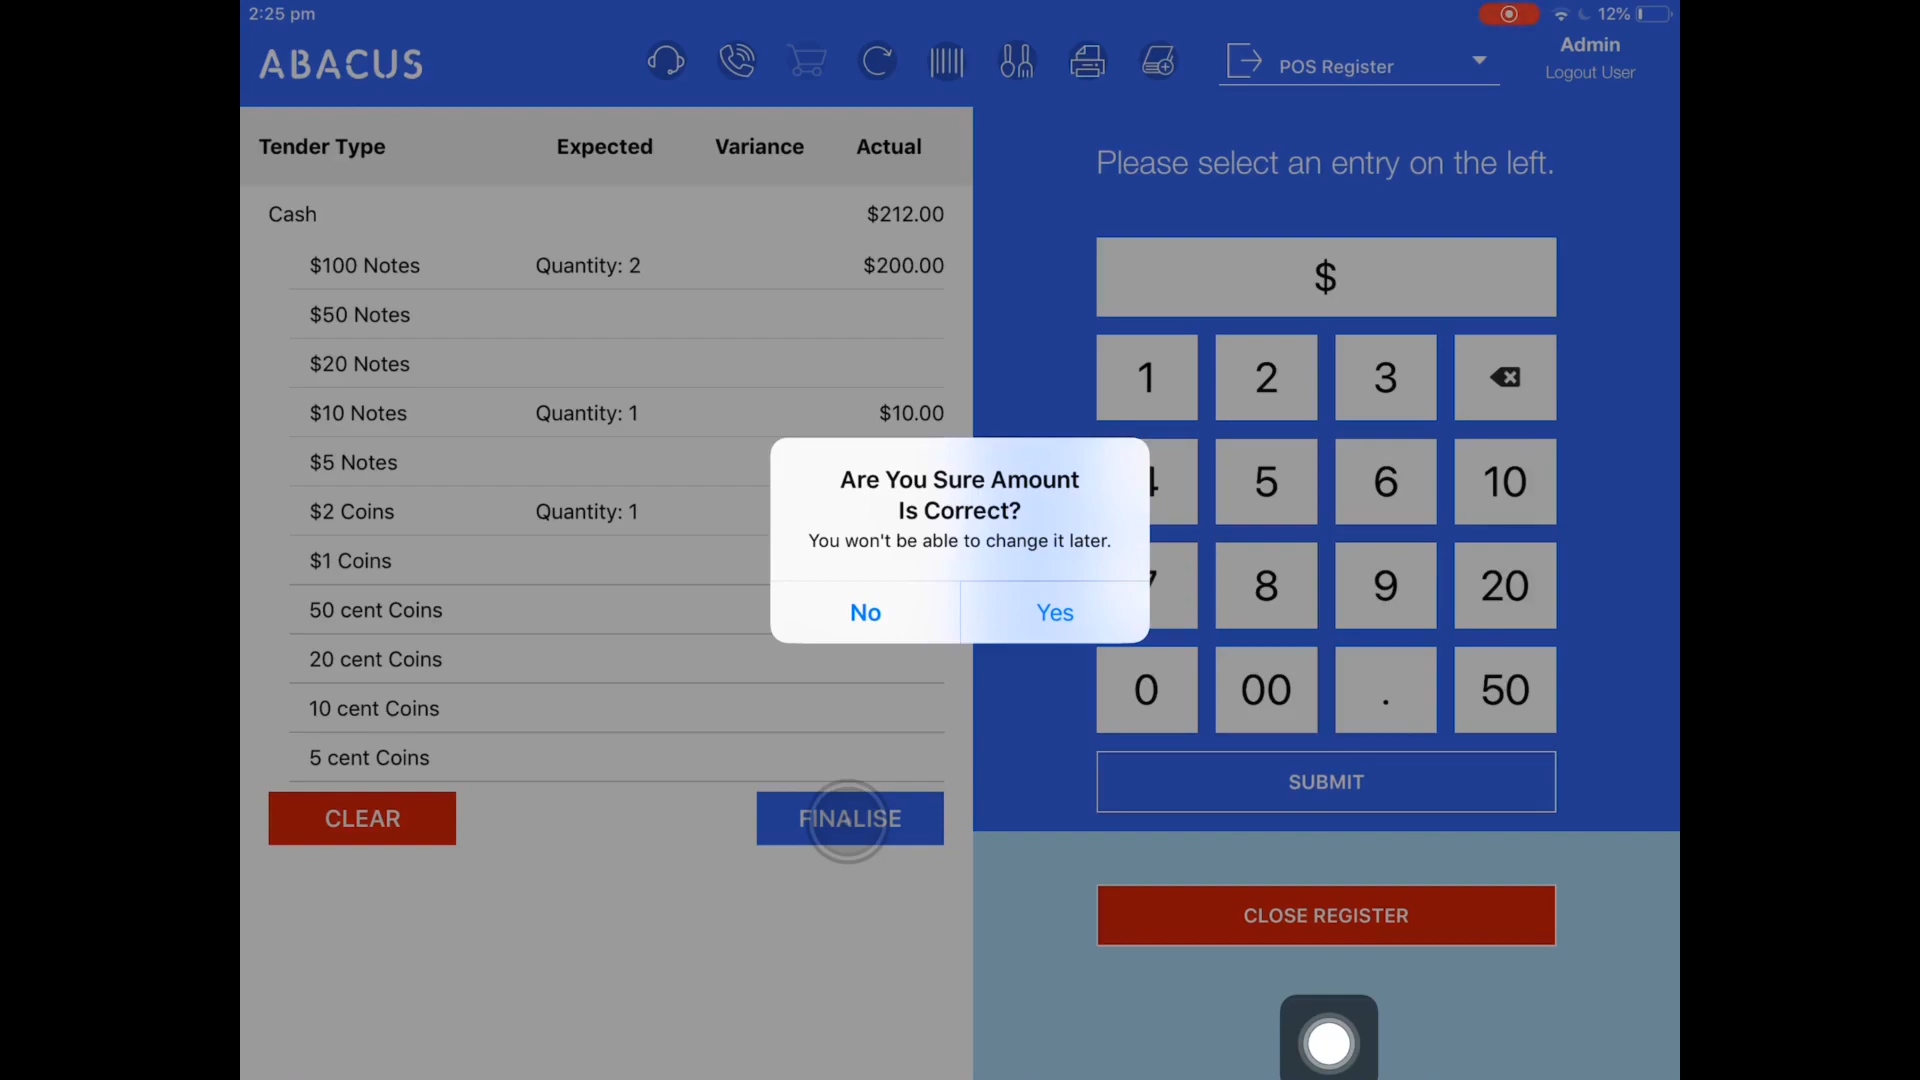 2:25 pm
12%
ABACUS
POS Register
Admin
Logout User
Tender Type Expected Variance Actual
Cash $212.00
$100 Notes Quantity: 2 $200.00
$50 Notes
$20 Notes
$10 Notes Quantity: 1 $10.00
$5 Notes
$2 Coins Quantity: 1
$1 Coins
50 cent Coins
20 cent Coins
10 cent Coins
5 cent Coins
CLEAR FINALISE
Are You Sure Amount
Is Correct?
You won't be able to change it later.
No Yes
Please select an entry on the left.
$
1 2 3
5 6 10
8 9 20
0 00 . 50
SUBMIT
CLOSE REGISTER